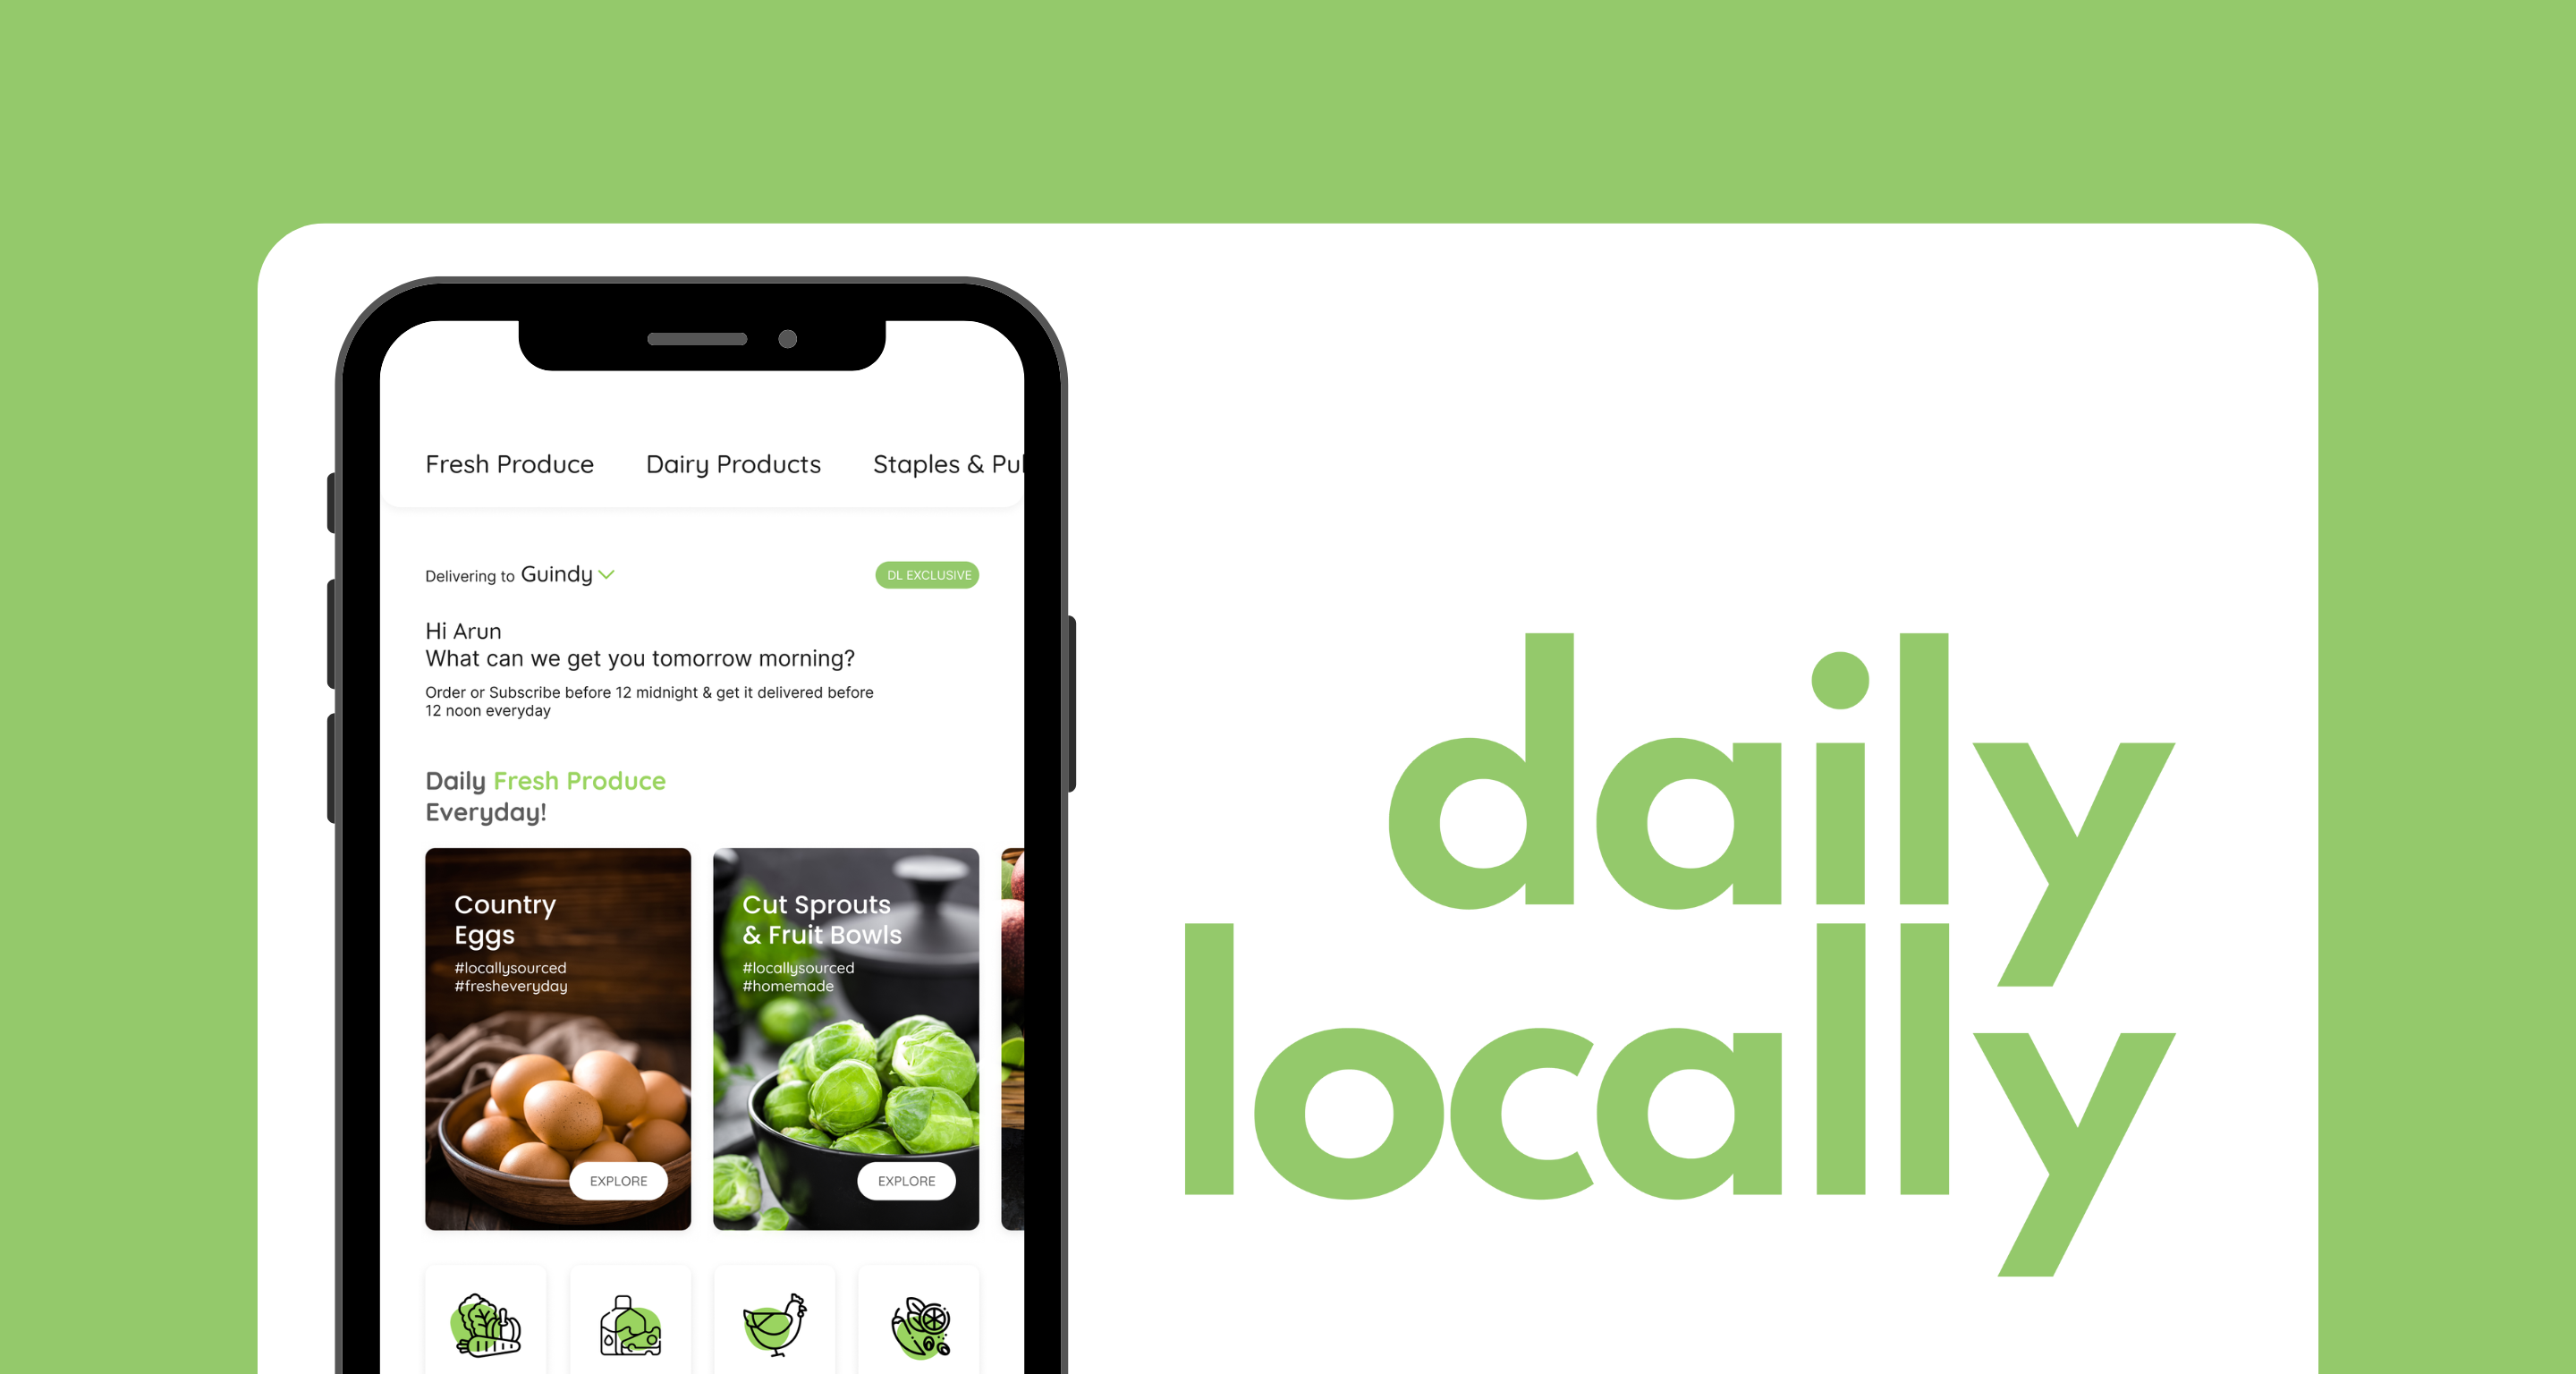 Fresh Produce Dairy Products Staples &
Delivering to Guindy
DL EXCLUSIVE
Hi Arun
What can we get you tomorrow morning?
Order or Subscribe before 12 midnight & get it delivered before
12 noon everyday
Daily Fresh Produce
Everyday!
Country
Eggs
#locallysourced
#fresheveryday
EXPLORE
Cut Sprouts
& Fruit Bowls
#locallysourced
#homemade
EXPLORE
daily
locally